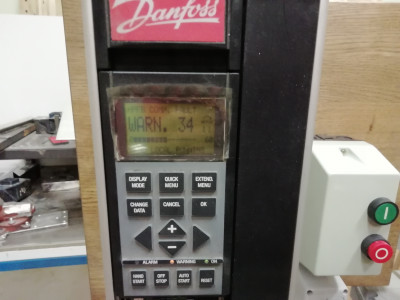 Danfoss
WARN. 34
DISPLAY MODE
QUICK MENU
EXTEND. MENU
CHANGE DATA
CANCEL
OK
+
−
ALARM
WARNING
ON
HAND START
OFF STOP
AUTO START
RESET
I
O